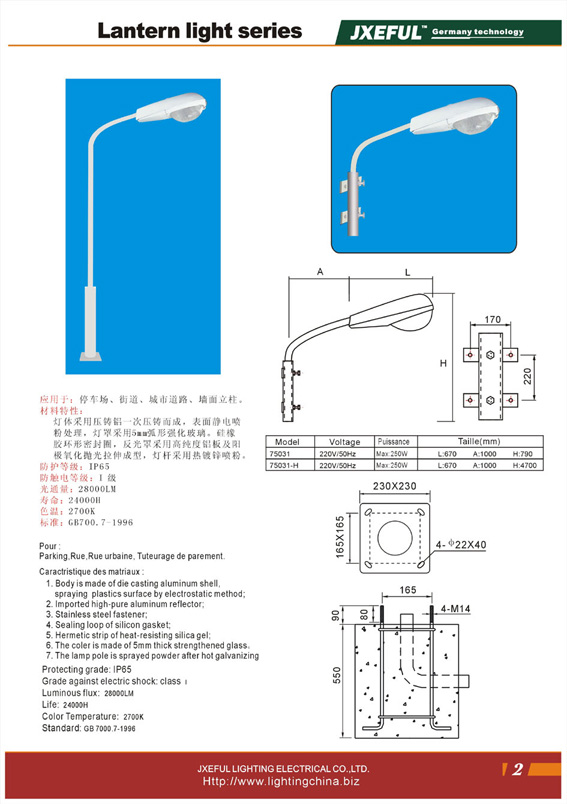 Lantern light series
JXEFUL™ Germany technology
A L
H
170
220
应用于：停车场、街道、城市道路、墙面立柱。
材料特性：
灯体采用压铸铝一次压铸而成，表面静电喷
粉处理，灯罩采用5mm弧形强化玻璃。硅橡
胶环形密封圈，反光罩采用高纯度铝板及阳
极氧化抛光拉伸成型，灯杆采用热镀锌喷粉。
防护等级：IP65
防触电等级：I 级
光通量：28000LM
寿命：24000H
色温：2700K
标准：GB700.7-1996
Model Voltage Puissance Taille(mm)
75031 220V/50Hz Max:250W L:670 A:1000 H:790
75031-H 220V/50Hz Max:250W L:670 A:1000 H:4700
230X230
165X165
4-ф22X40
Pour :
Parking,Rue,Rue urbaine, Tuteurage de parement.
Caractristique des matriaux :
1. Body is made of die casting aluminum shell,
spraying plastics surface by electrostatic method;
2. Imported high-pure aluminum reflector;
3. Stainless steel fastener;
4. Sealing loop of silicon gasket;
5. Hermetic strip of heat-resisting silica gel;
6. The coler is made of 5mm thick strengthened glass。
7. The lamp pole is sprayed powder after hot galvanizing
Protecting grade: IP65
Grade against electric shock: class I
Luminous flux: 28000LM
Life: 24000H
Color Temperature: 2700K
Standard: GB 7000.7-1996
165
90
80
4-M14
550
JXEFUL LIGHTING ELECTRICAL CO.,LTD.
Http://www.lightingchina.biz
2